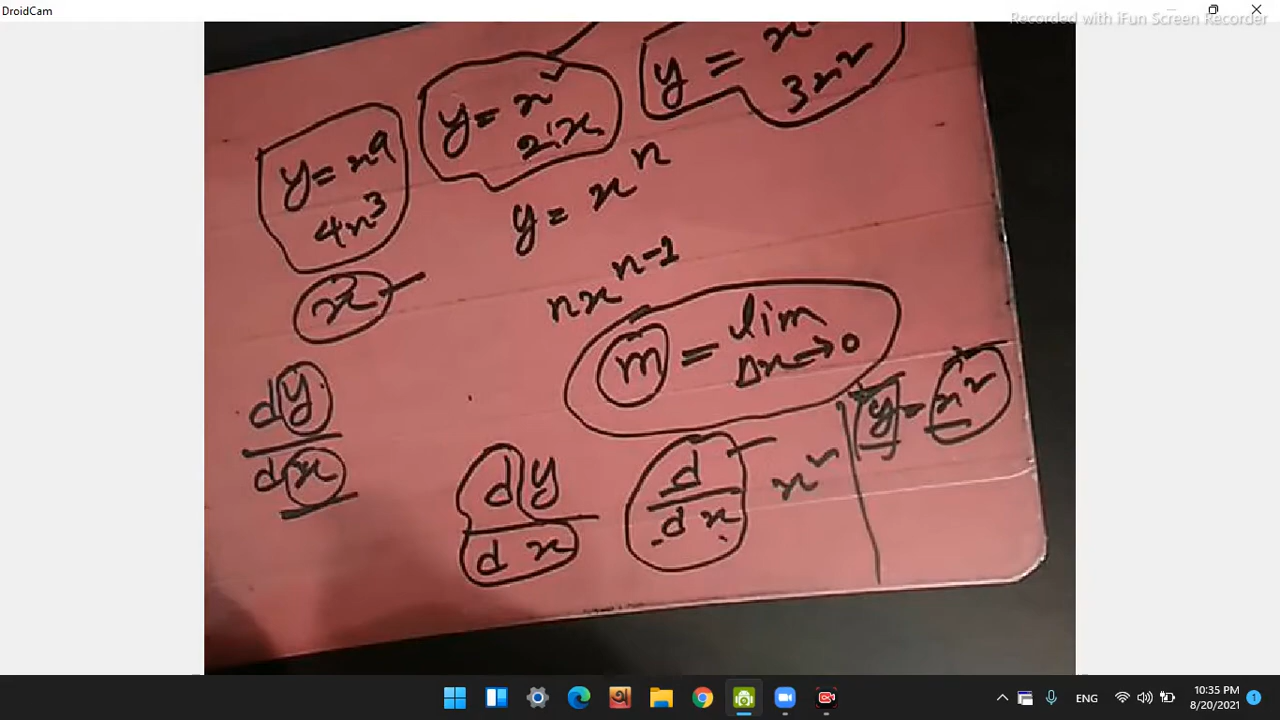 DroidCam
Recorded with iFun Screen Recorder
y = x
3x²
y = x²
2x
y = x⁴
4x³
y = xⁿ
nxⁿ⁻¹
x
m = lim
Δx→0
dy
dx
dy
dx
d
dx
x²
y = x²
ENG
10:35 PM
8/20/2021